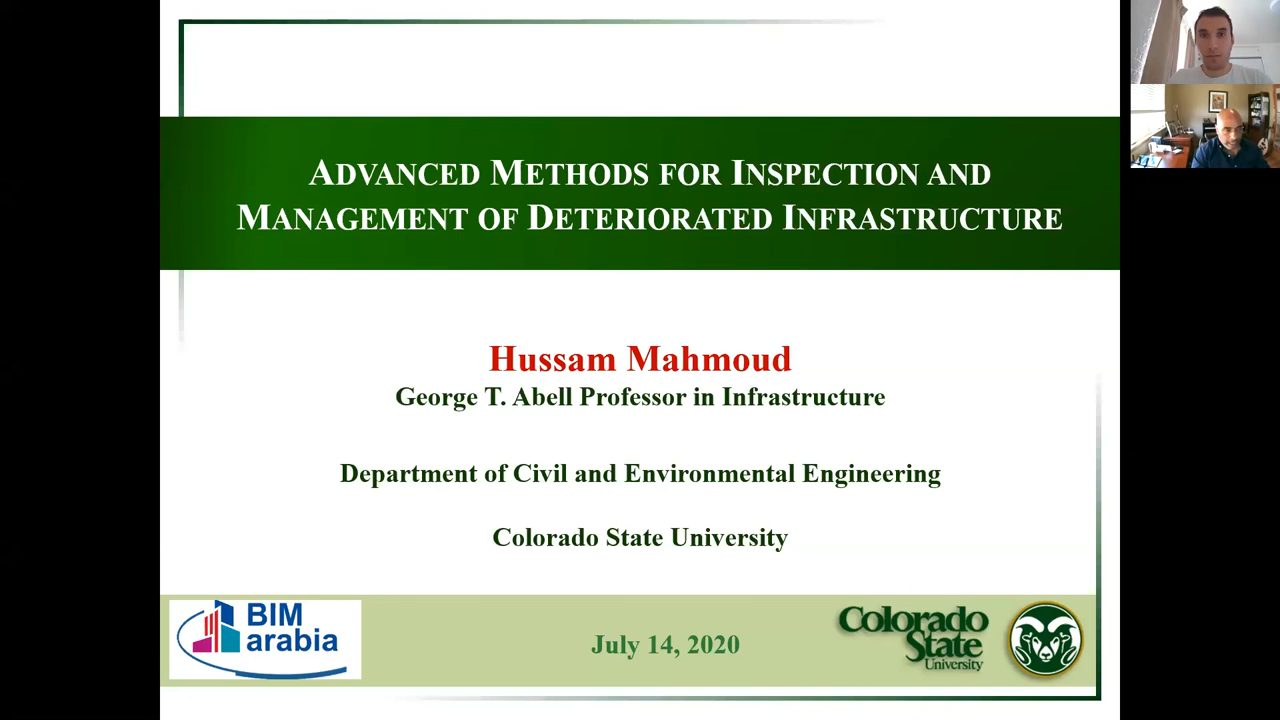 ADVANCED METHODS FOR INSPECTION AND
MANAGEMENT OF DETERIORATED INFRASTRUCTURE
Hussam Mahmoud
George T. Abell Professor in Infrastructure
Department of Civil and Environmental Engineering
Colorado State University
BIM
arabia
July 14, 2020
Colorado
State
University